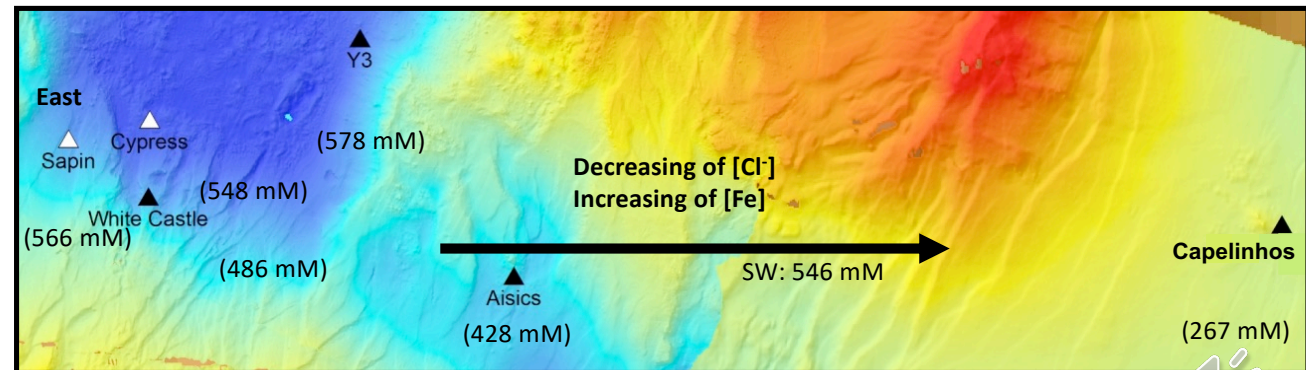 Y3
East
Cypress
Sapin
(578 mM)
Decreasing of [Cl-]
Increasing of [Fe]
(548 mM)
White Castle
(566 mM)
(486 mM)
SW: 546 mM
Capelinhos
Aisics
(428 mM)
(267 mM)